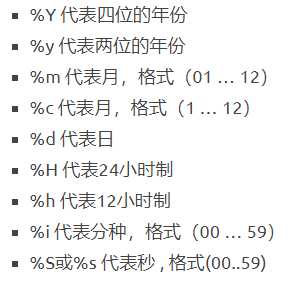 %Y 代表四位的年份
%y 代表两位的年份
%m 代表月，格式（01 … 12）
%c 代表月，格式（1 … 12）
%d 代表日
%H 代表24小时制
%h 代表12小时制
%i 代表分种，格式（00 … 59）
%S或%s 代表秒 , 格式(00..59)